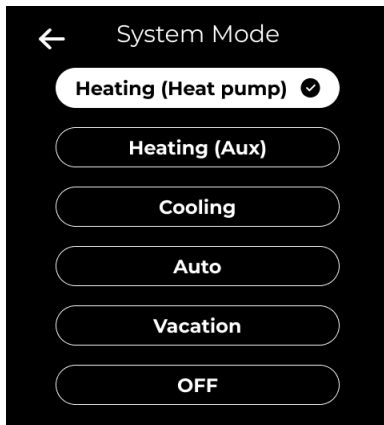 System Mode
Heating (Heat pump)
Heating (Aux)
Cooling
Auto
Vacation
OFF